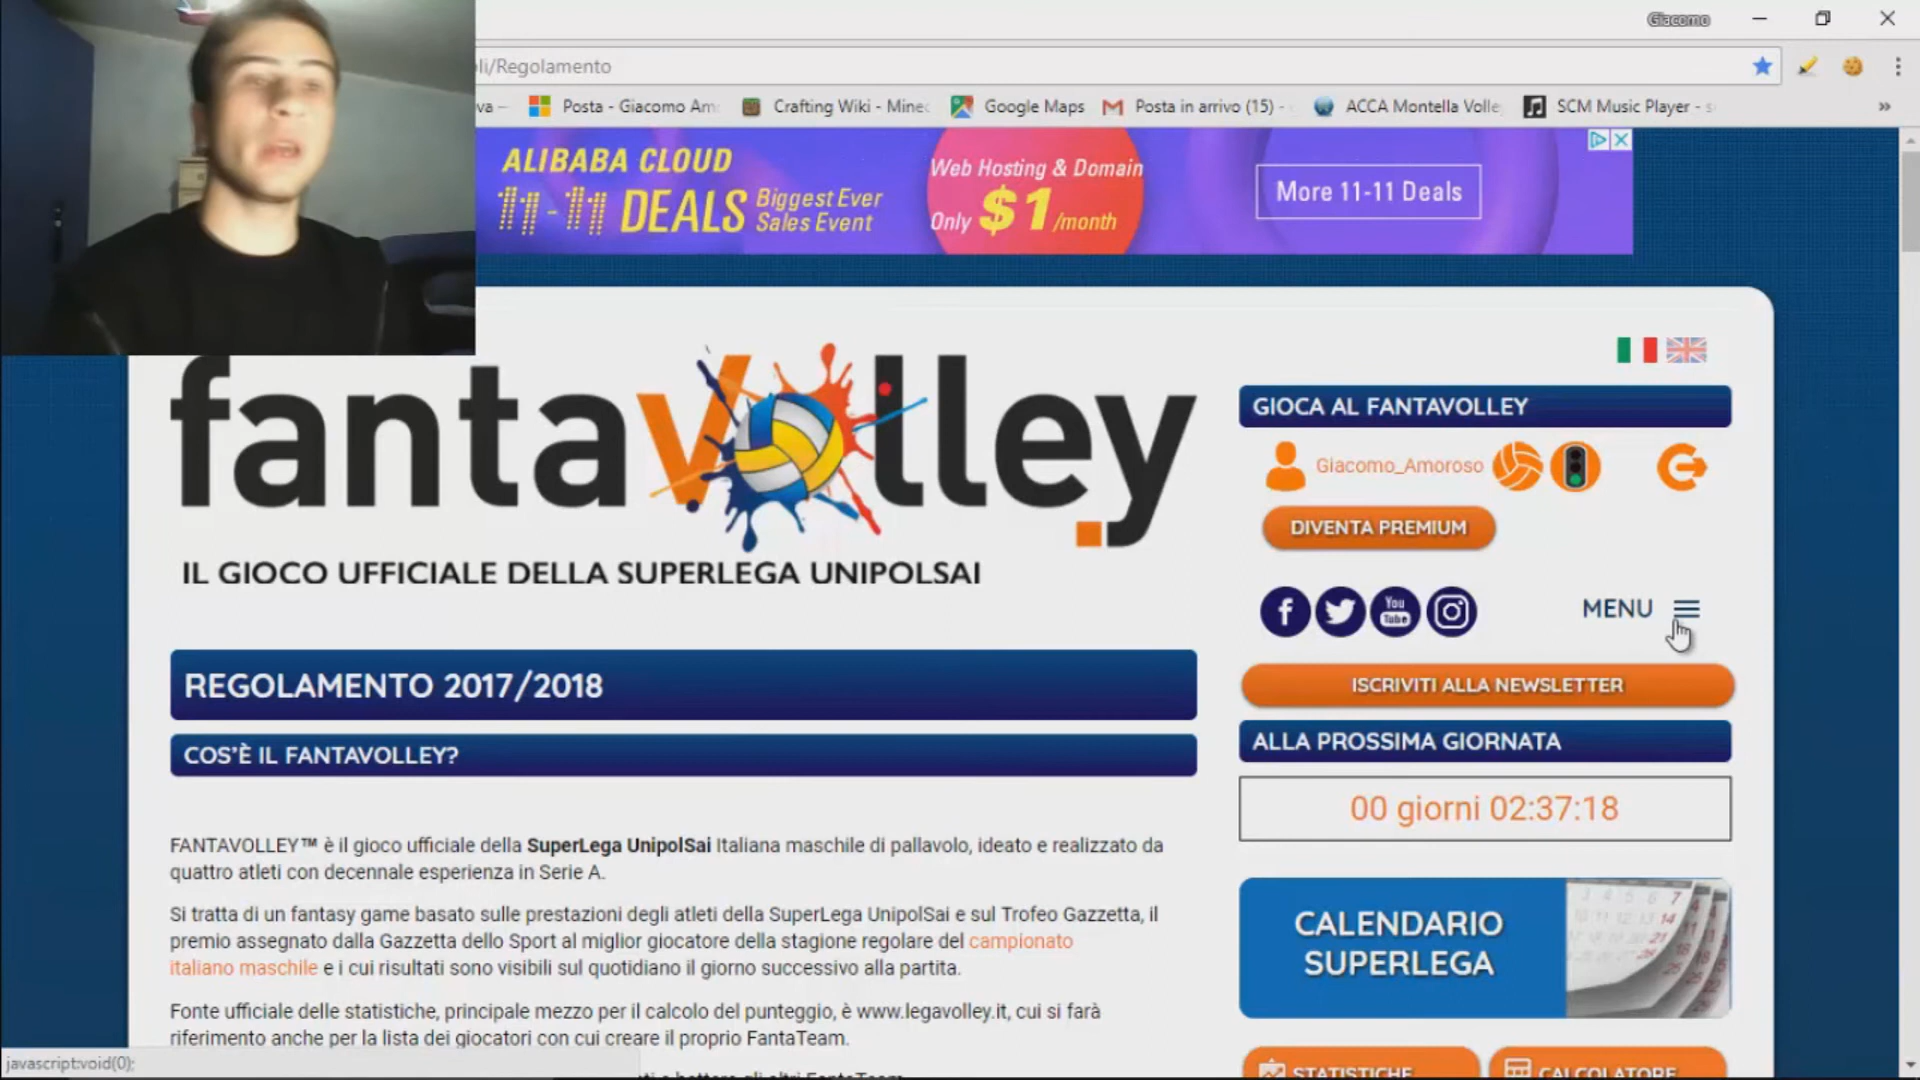 Giacomo
li/Regolamento
Posta - Giacomo Am
Crafting Wiki - Mine
Google Maps
Posta in arrivo (15) -
ACCA Montella Volle
SCM Music Player - s
ALIBABA CLOUD
11-11 DEALS
Biggest Ever
Sales Event
Web Hosting & Domain
Only $1/month
More 11-11 Deals
fantavolley
IL GIOCO UFFICIALE DELLA SUPERLEGA UNIPOLSAI
GIOCA AL FANTAVOLLEY
Giacomo_Amoroso
DIVENTA PREMIUM
You Tube
MENU
ISCRIVITI ALLA NEWSLETTER
ALLA PROSSIMA GIORNATA
00 giorni 02:37:18
CALENDARIO
SUPERLEGA
STATISTICHE
CALCOLATORE
REGOLAMENTO 2017/2018
COS'È IL FANTAVOLLEY?
FANTAVOLLEY™ è il gioco ufficiale della SuperLega UnipolSai Italiana maschile di pallavolo, ideato e realizzato da
quattro atleti con decennale esperienza in Serie A.
Si tratta di un fantasy game basato sulle prestazioni degli atleti della SuperLega UnipolSai e sul Trofeo Gazzetta, il
premio assegnato dalla Gazzetta dello Sport al miglior giocatore della stagione regolare del campionato
italiano maschile e i cui risultati sono visibili sul quotidiano il giorno successivo alla partita.
Fonte ufficiale delle statistiche, principale mezzo per il calcolo del punteggio, è www.legavolley.it, cui si farà
riferimento anche per la lista dei giocatori con cui creare il proprio FantaTeam.
javascript:void(0);